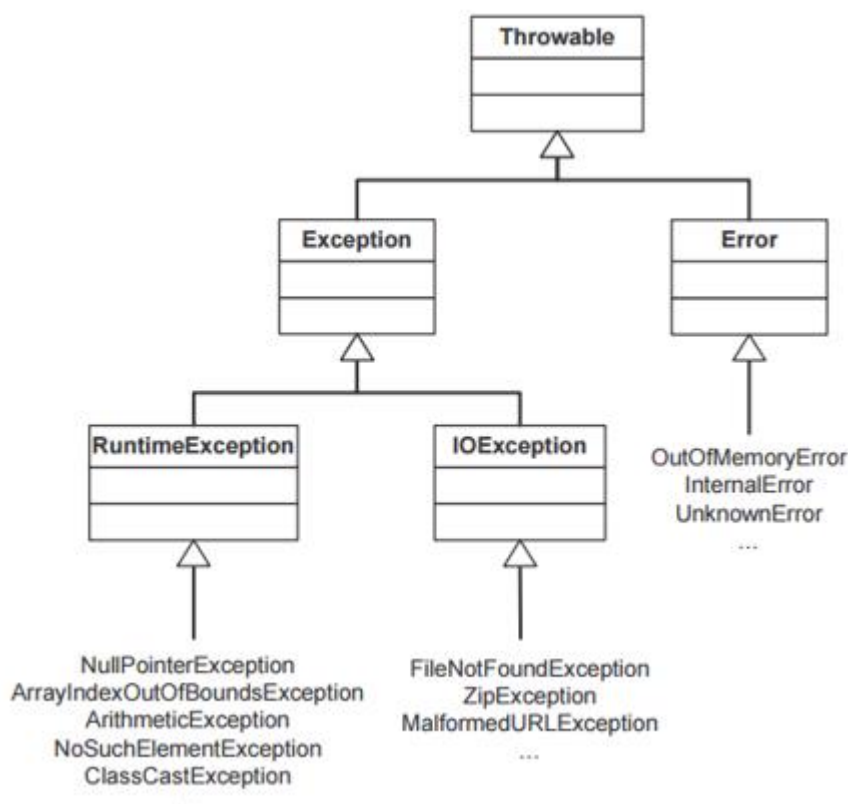 Throwable
Exception
Error
RuntimeException
IOException
OutOfMemoryError
InternalError
UnknownError
...
NullPointerException
ArrayIndexOutOfBoundsException
ArithmeticException
NoSuchElementException
ClassCastException
FileNotFoundException
ZipException
MalformedURLException
...